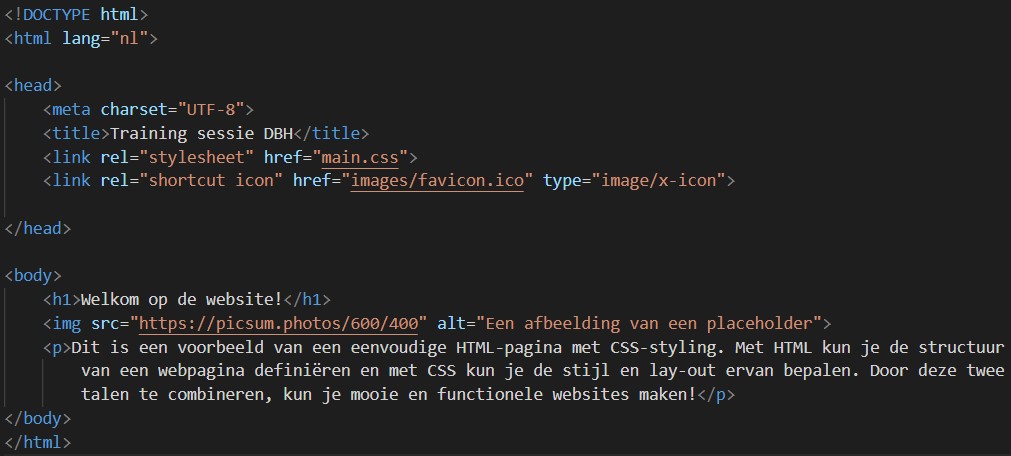 <!DOCTYPE html>
<html lang="nl">
<head>
<meta charset="UTF-8">
<title>Training sessie DBH</title>
<link rel="stylesheet" href="main.css">
<link rel="shortcut icon" href="images/favicon.ico" type="image/x-icon">
</head>
<body>
<h1>Welkom op de website!</h1>
<img src="https://picsum.photos/600/400" alt="Een afbeelding van een placeholder">
<p>Dit is een voorbeeld van een eenvoudige HTML-pagina met CSS-styling. Met HTML kun je de structuur
van een webpagina definiëren en met CSS kun je de stijl en lay-out ervan bepalen. Door deze twee
talen te combineren, kun je mooie en functionele websites maken!</p>
</body>
</html>